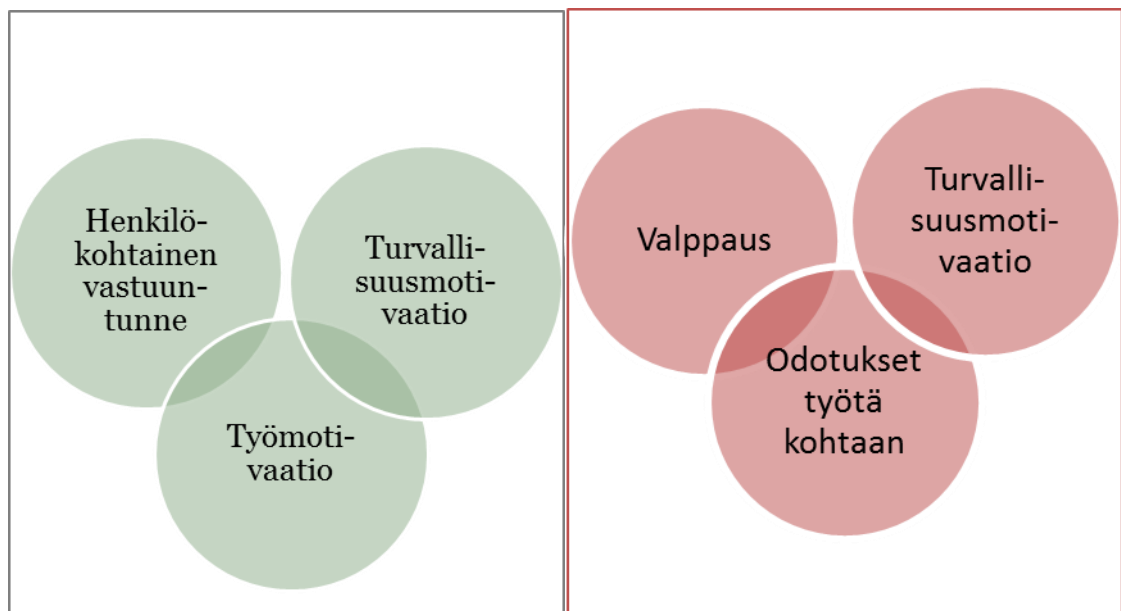 Henkilö-
kohtainen
vastuun-
tunne
Turvalli-
suusmoti-
vaatio
Työmoti-
vaatio
Valppaus
Turvalli-
suusmoti-
vaatio
Odotukset
työtä
kohtaan